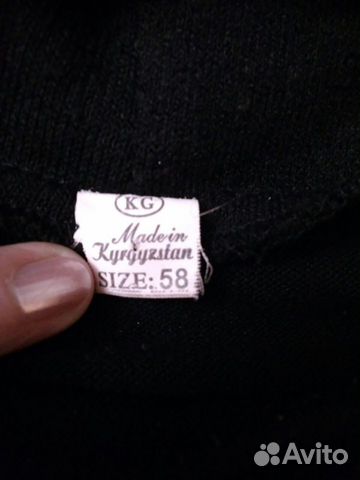 KG
Made in
Kyrgyzstan
SIZE: 58
Avito